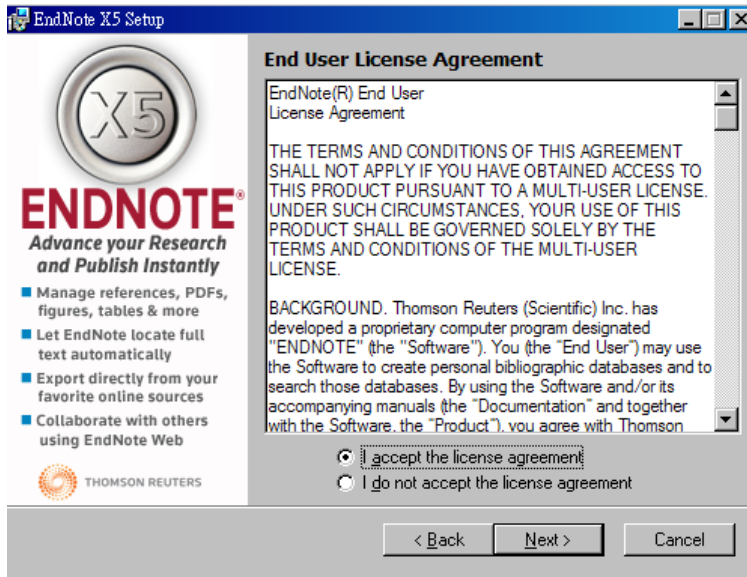 EndNote X5 Setup
X5
ENDNOTE®
Advance your Research
and Publish Instantly
Manage references, PDFs,
figures, tables & more
Let EndNote locate full
text automatically
Export directly from your
favorite online sources
Collaborate with others
using EndNote Web
THOMSON REUTERS
End User License Agreement
EndNote(R) End User
License Agreement
THE TERMS AND CONDITIONS OF THIS AGREEMENT
SHALL NOT APPLY IF YOU HAVE OBTAINED ACCESS TO
THIS PRODUCT PURSUANT TO A MULTI-USER LICENSE.
UNDER SUCH CIRCUMSTANCES, YOUR USE OF THIS
PRODUCT SHALL BE GOVERNED SOLELY BY THE
TERMS AND CONDITIONS OF THE MULTI-USER
LICENSE.
BACKGROUND. Thomson Reuters (Scientific) Inc. has
developed a proprietary computer program designated
"ENDNOTE" (the "Software"). You (the "End User") may use
the Software to create personal bibliographic databases and to
search those databases. By using the Software and/or its
accompanying manuals (the "Documentation" and together
with the Software, the "Product"), you agree with Thomson
I accept the license agreement
I do not accept the license agreement
< Back
Next >
Cancel